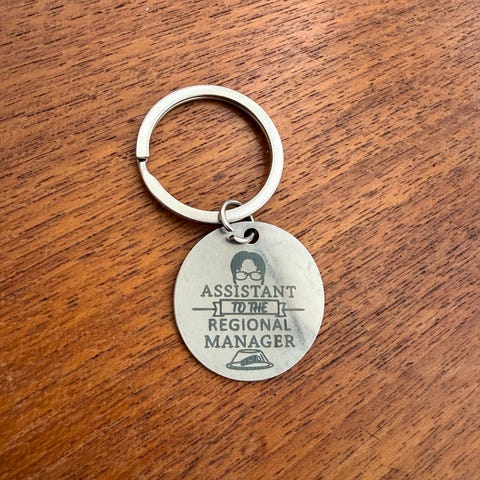 ASSISTANT
TO THE
REGIONAL
MANAGER